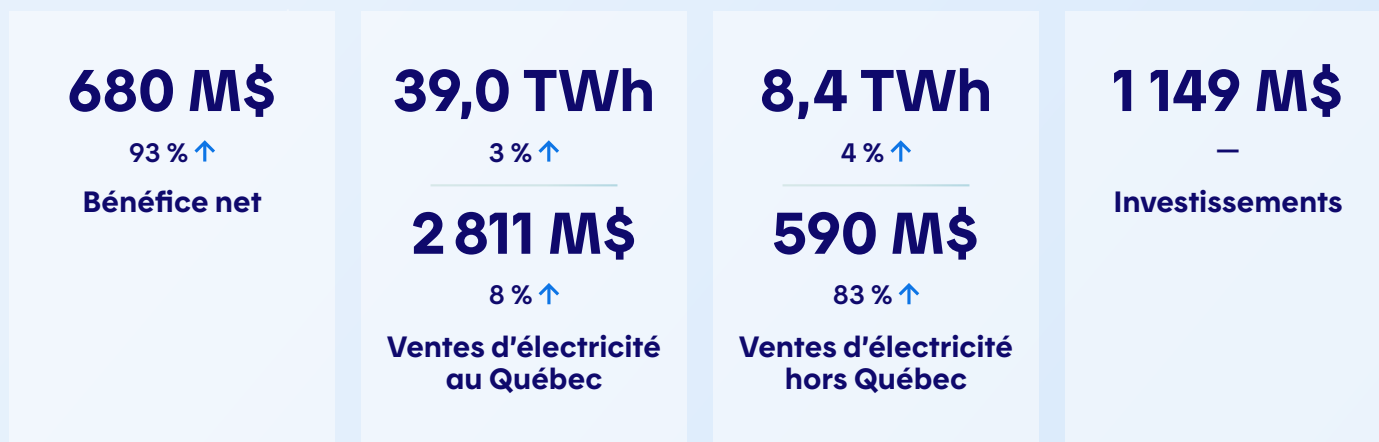 680 M$
93 % ↑
Bénéfice net
39,0 TWh
3 % ↑
2 811 M$
8 % ↑
Ventes d’électricité
au Québec
8,4 TWh
4 % ↑
590 M$
83 % ↑
Ventes d’électricité
hors Québec
1 149 M$
—
Investissements